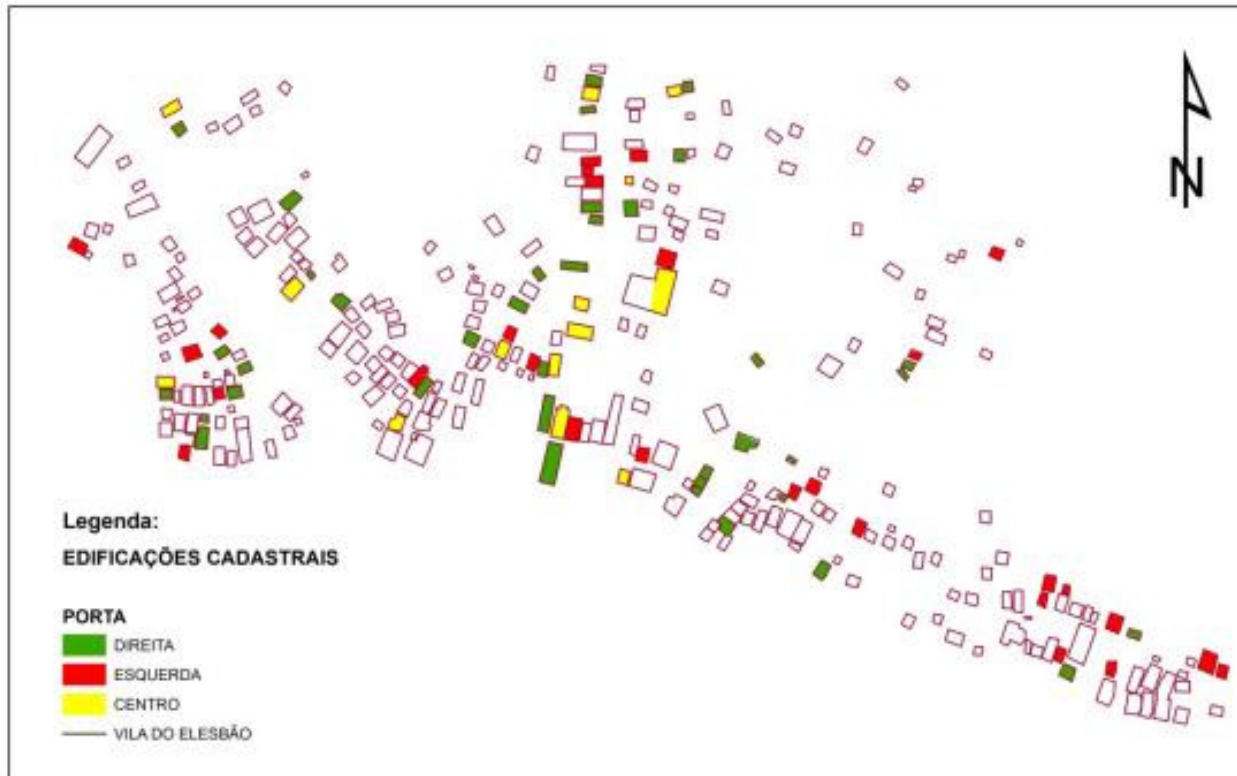 N
Legenda:
EDIFICAÇÕES CADASTRAIS
PORTA
DIREITA
ESQUERDA
CENTRO
VILA DO ELESBÃO